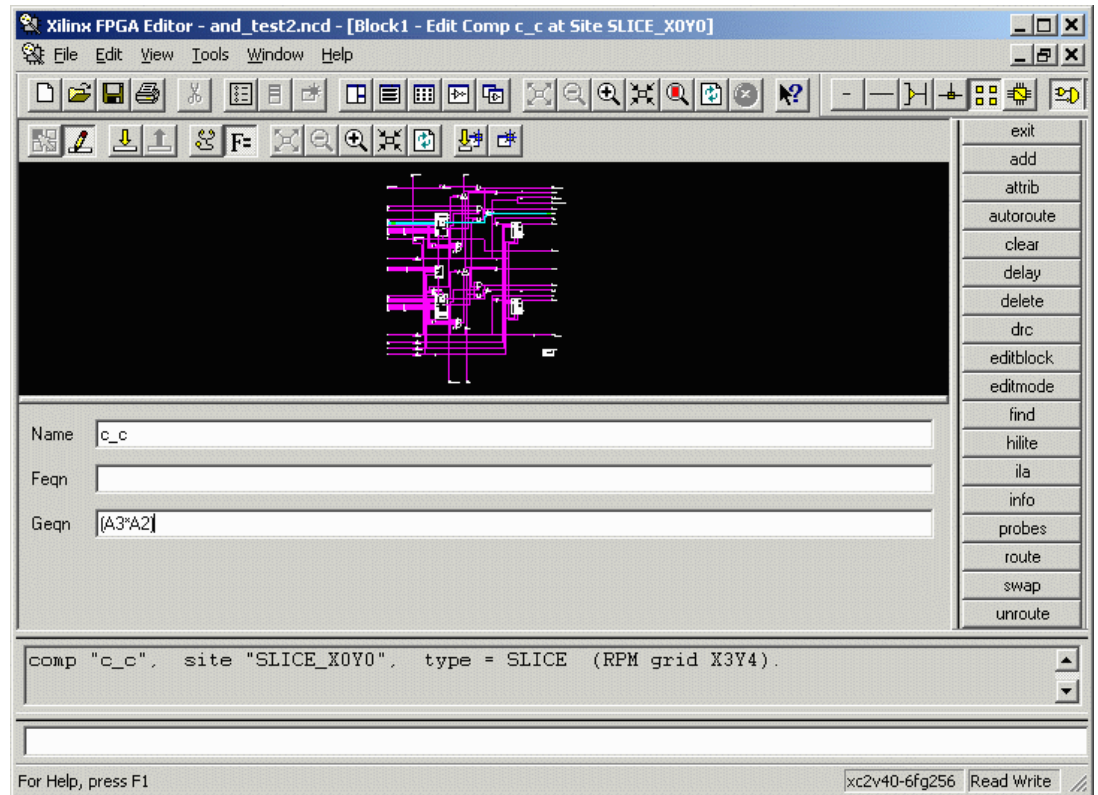 Xilinx FPGA Editor - and_test2.ncd - [Block1 - Edit Comp c_c at Site SLICE_X0Y0]
File Edit View Tools Window Help
F=
exit
add
attrib
autoroute
clear
delay
delete
drc
editblock
editmode
find
hilite
ila
info
probes
route
swap
unroute
Name c_c
Feqn
Geqn (A3*A2)
comp "c_c", site "SLICE_X0Y0", type = SLICE (RPM grid X3Y4).
For Help, press F1 xc2v40-6fg256 Read Write